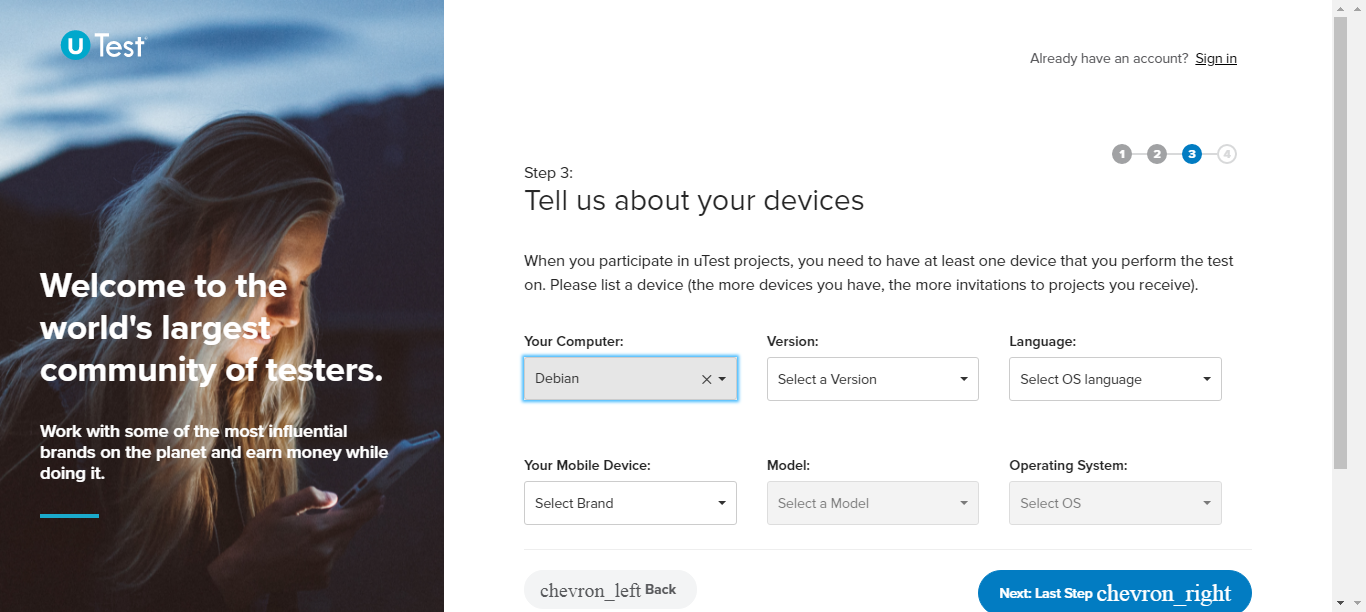 uTest
Already have an account? Sign in
1 2 3 4
Step 3:
Tell us about your devices
When you participate in uTest projects, you need to have at least one device that you perform the test
on. Please list a device (the more devices you have, the more invitations to projects you receive).
Welcome to the
world's largest
community of testers.
Work with some of the most influential
brands on the planet and earn money while
doing it.
Your Computer: Version: Language:
Debian Select a Version Select OS language
Your Mobile Device: Model: Operating System:
Select Brand Select a Model Select OS
chevron_left Back Next: Last Step chevron_right